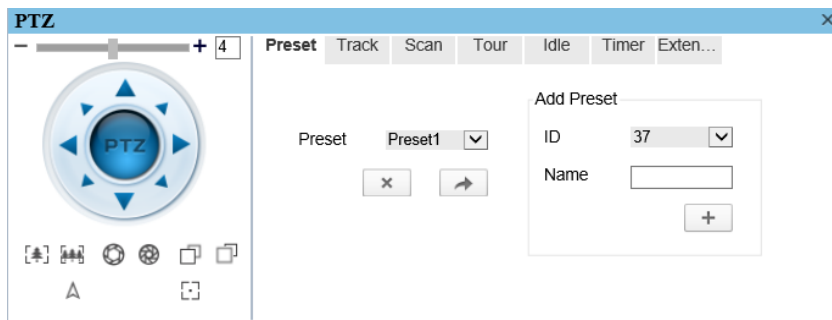 PTZ
4
Preset Track Scan Tour Idle Timer Exten...
Add Preset
Preset Preset1
ID 37
PTZ
Name